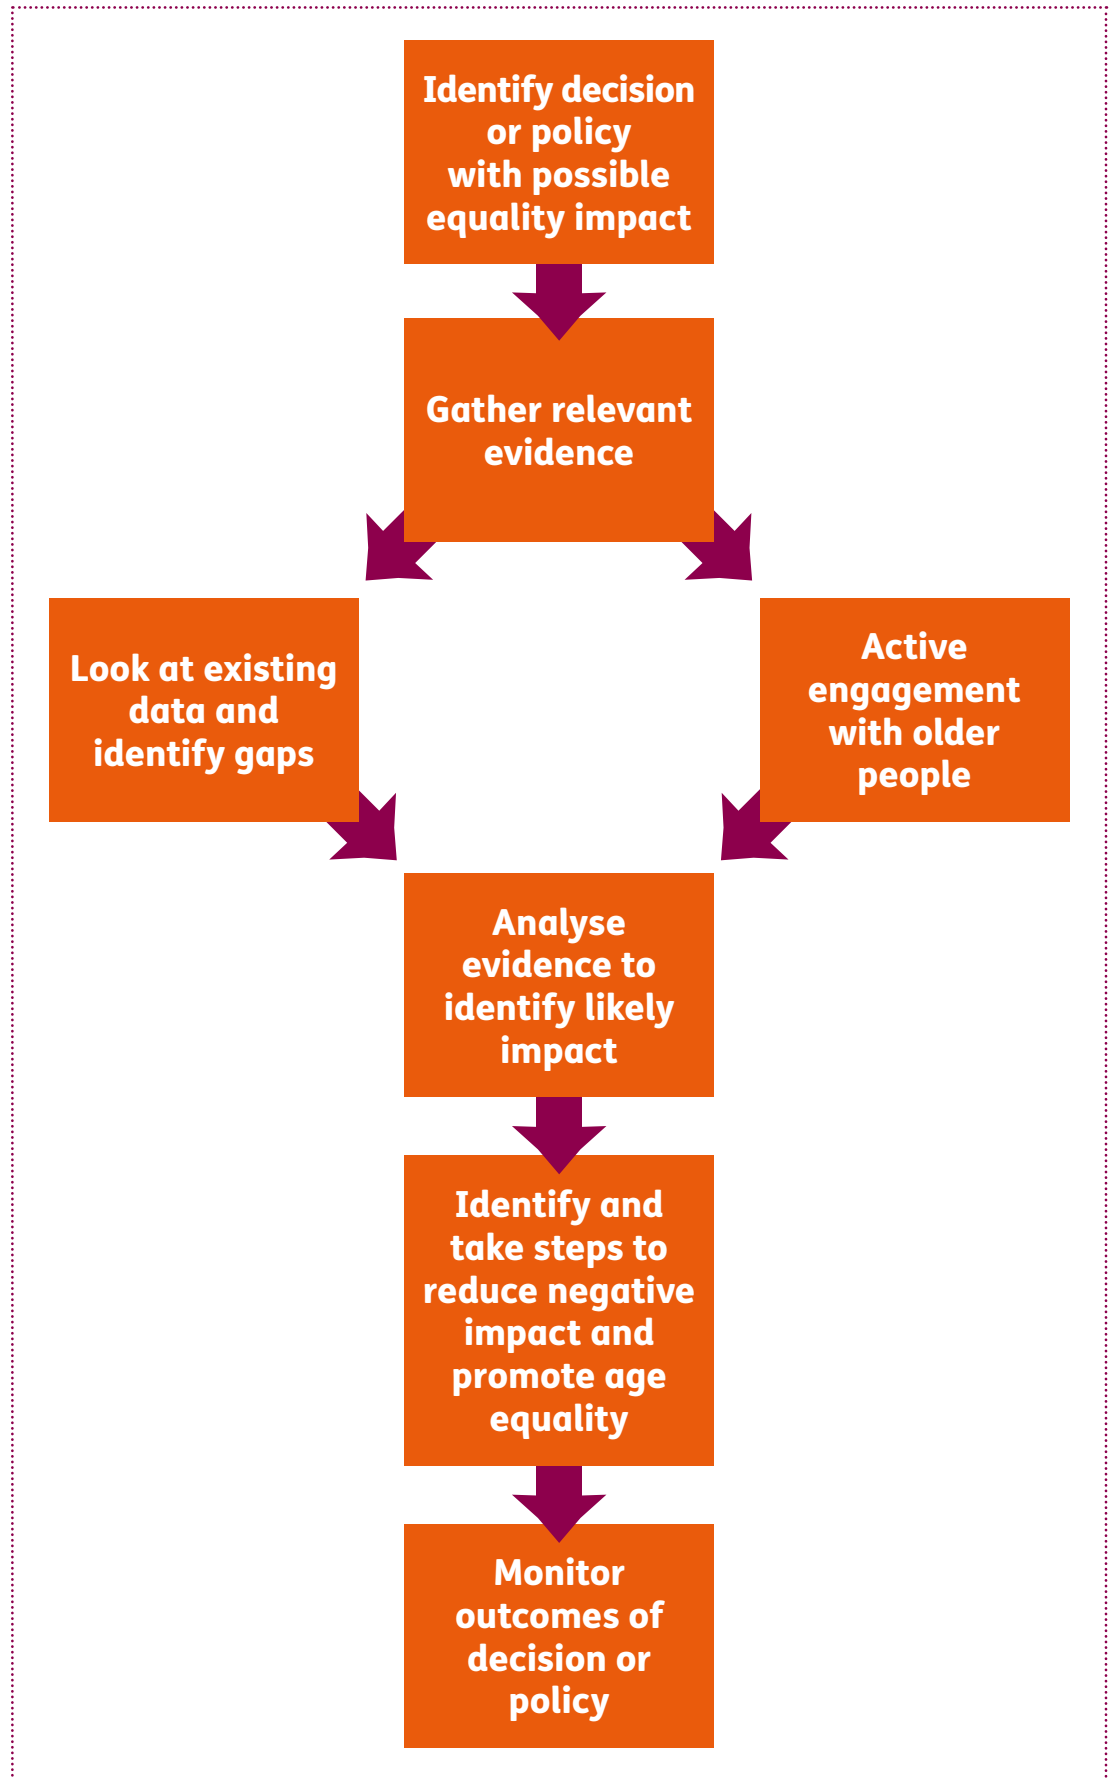 Identify decision
or policy
with possible
equality impact
Gather relevant
evidence
Look at existing
data and
identify gaps
Active
engagement
with older
people
Analyse
evidence to
identify likely
impact
Identify and
take steps to
reduce negative
impact and
promote age
equality
Monitor
outcomes of
decision or
policy